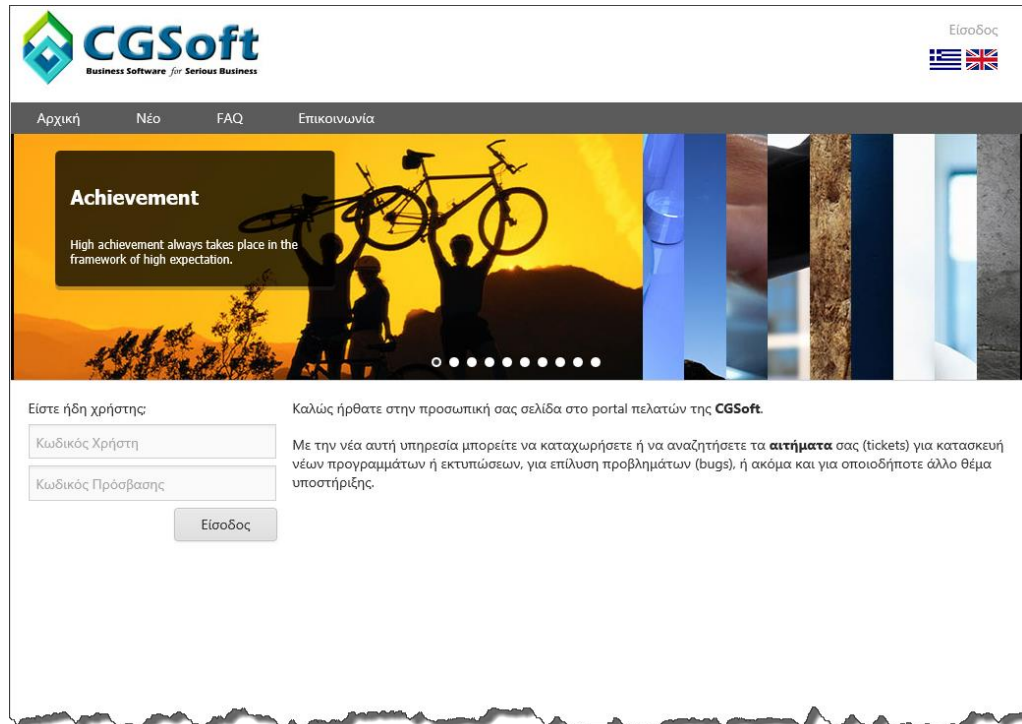 CGSoft
Business Software for Serious Business
Είσοδος
Αρχική Νέο FAQ Επικοινωνία
Achievement
High achievement always takes place in the
framework of high expectation.
Είστε ήδη χρήστης;
Κωδικός Χρήστη
Κωδικός Πρόσβασης
Είσοδος
Καλώς ήρθατε στην προσωπική σας σελίδα στο portal πελατών της CGSoft.
Με την νέα αυτή υπηρεσία μπορείτε να καταχωρήσετε ή να αναζητήσετε τα αιτήματα σας (tickets) για κατασκευή
νέων προγραμμάτων ή εκτυπώσεων, για επίλυση προβλημάτων (bugs), ή ακόμα και για οποιοδήποτε άλλο θέμα
υποστήριξης.